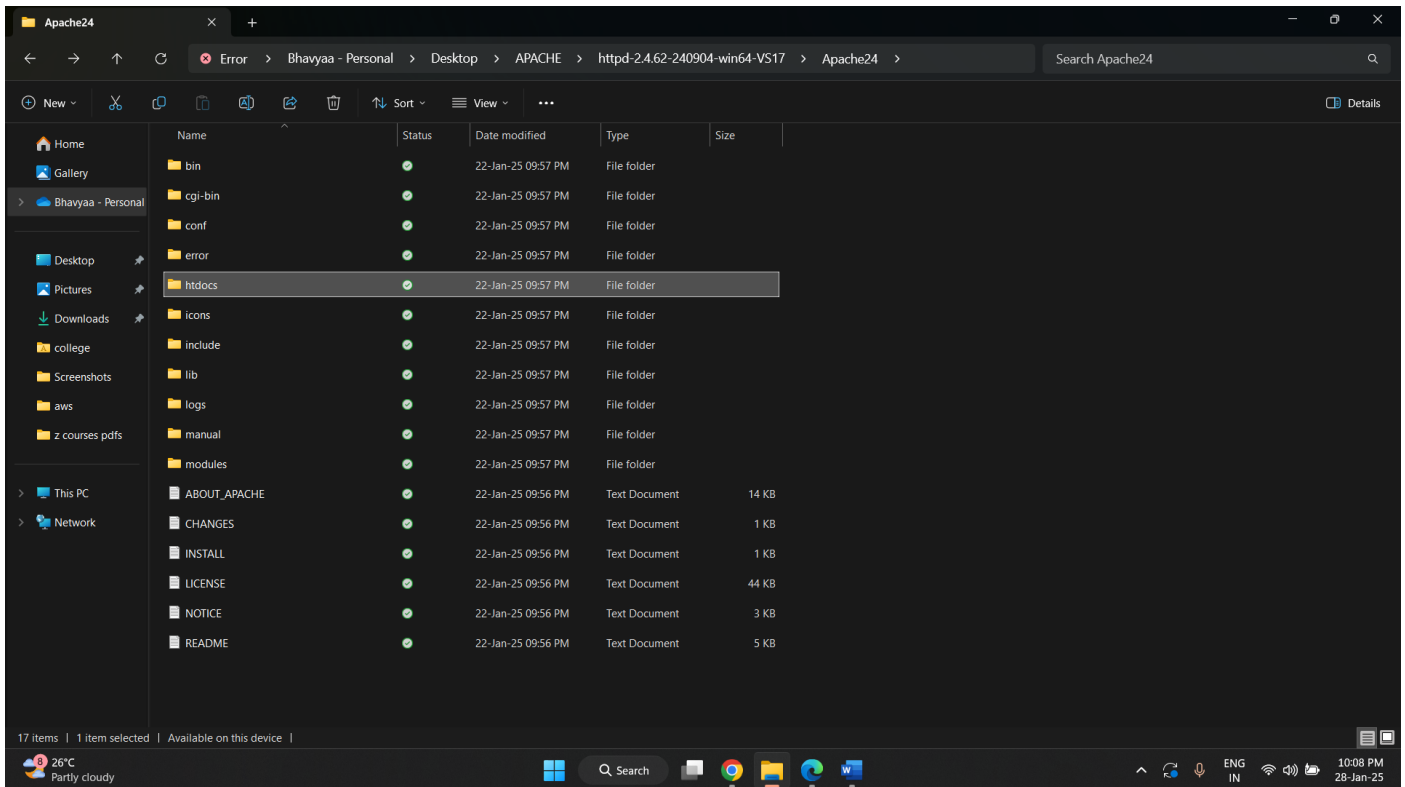 Apache24
Error > Bhavyaa - Personal > Desktop > APACHE > httpd-2.4.62-240904-win64-VS17 > Apache24 >
Search Apache24
New
Sort
View
Details
Name Status Date modified Type Size
Home
Gallery
Bhavyaa - Personal
Desktop
Pictures
Downloads
college
Screenshots
aws
z courses pdfs
This PC
Network
bin 22-Jan-25 09:57 PM File folder
cgi-bin 22-Jan-25 09:57 PM File folder
conf 22-Jan-25 09:57 PM File folder
error 22-Jan-25 09:57 PM File folder
htdocs 22-Jan-25 09:57 PM File folder
icons 22-Jan-25 09:57 PM File folder
include 22-Jan-25 09:57 PM File folder
lib 22-Jan-25 09:57 PM File folder
logs 22-Jan-25 09:57 PM File folder
manual 22-Jan-25 09:57 PM File folder
modules 22-Jan-25 09:57 PM File folder
ABOUT_APACHE 22-Jan-25 09:56 PM Text Document 14 KB
CHANGES 22-Jan-25 09:56 PM Text Document 1 KB
INSTALL 22-Jan-25 09:56 PM Text Document 1 KB
LICENSE 22-Jan-25 09:56 PM Text Document 44 KB
NOTICE 22-Jan-25 09:56 PM Text Document 3 KB
README 22-Jan-25 09:56 PM Text Document 5 KB
17 items | 1 item selected | Available on this device |
8
26°C
Partly cloudy
Search
W
ENG
IN
10:08 PM
28-Jan-25